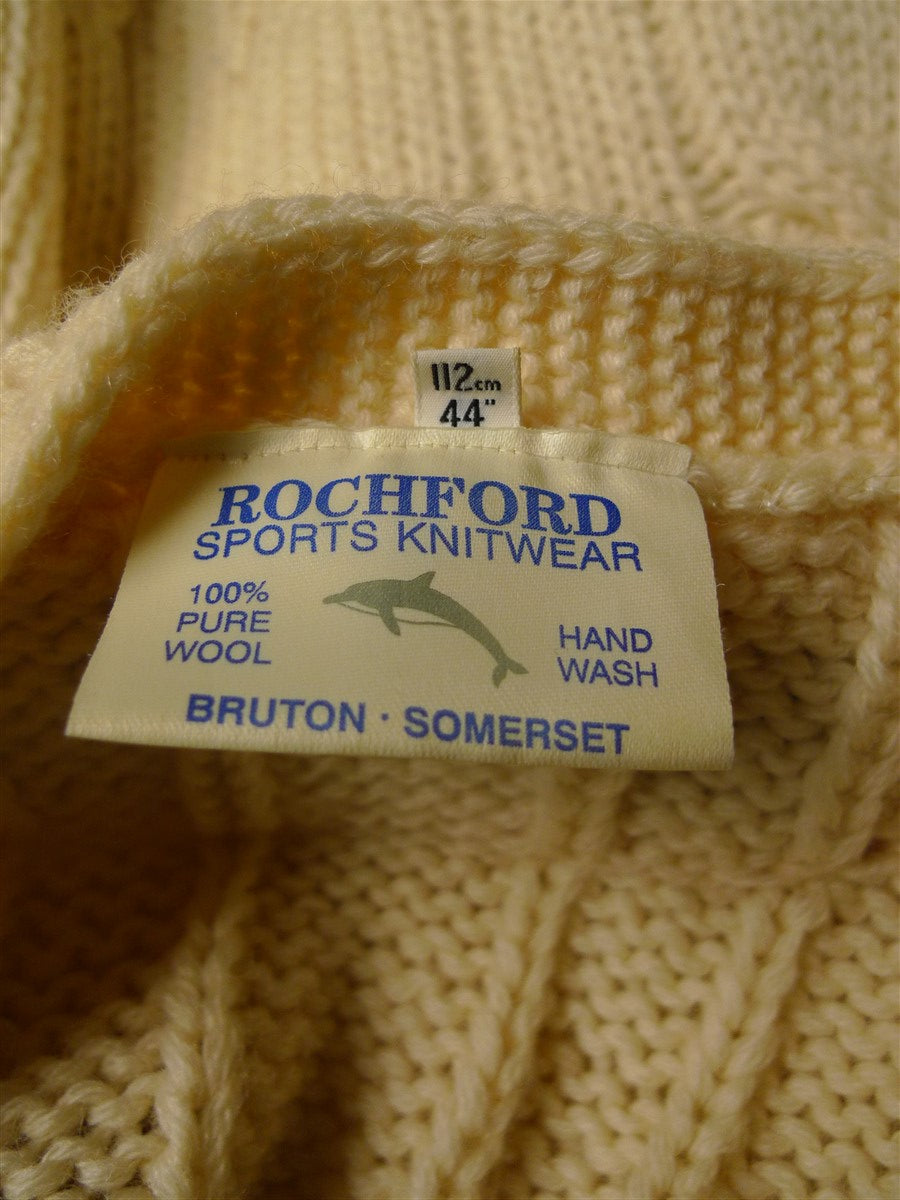 112cm
44"
ROCHFORD
SPORTS KNITWEAR
100%
PURE
WOOL
HAND
WASH
BRUTON · SOMERSET